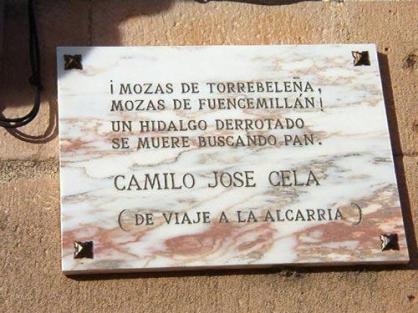 ¡MOZAS DE TORREBELEÑA,
MOZAS DE FUENCEMILLÁN!
UN HIDALGO DERROTADO
SE MUERE BUSCANDO PAN.
CAMILO JOSE CELA
(DE VIAJE A LA ALCARRIA)